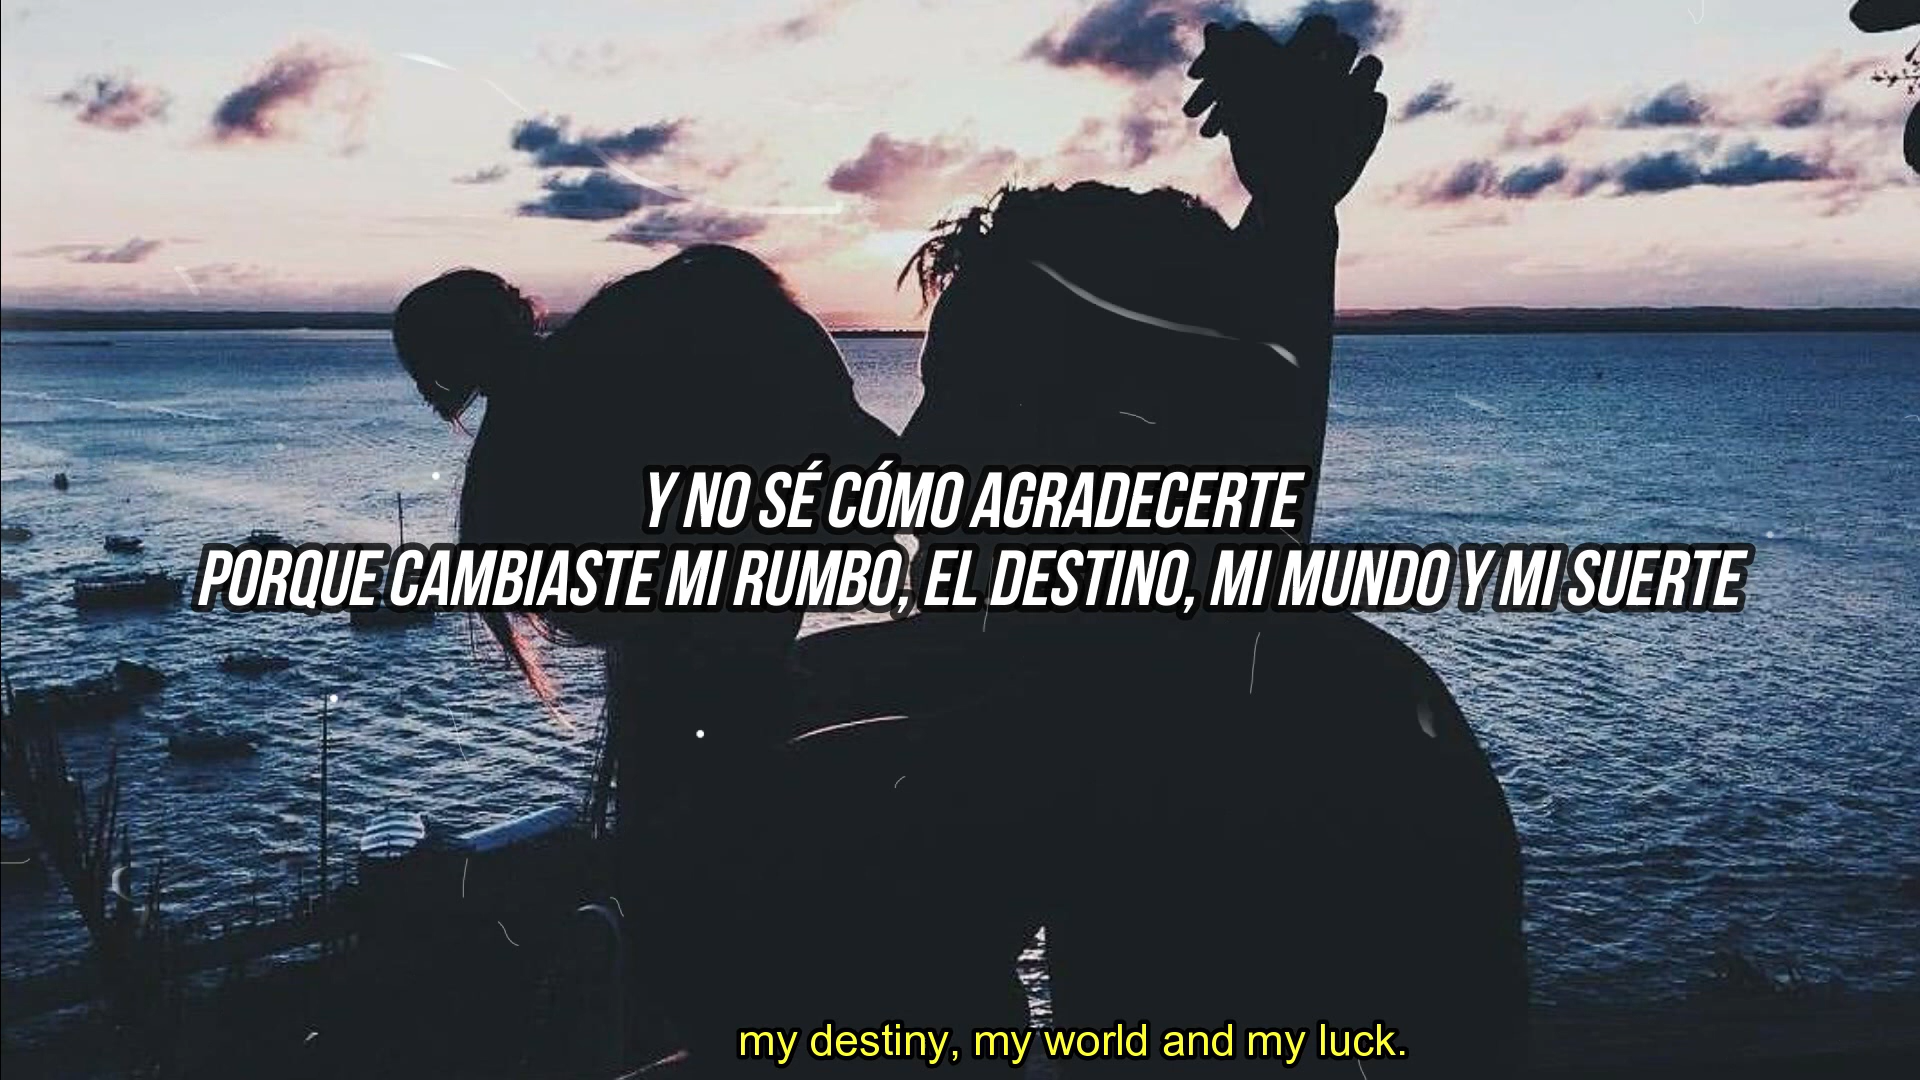 Y NO SÉ CÓMO AGRADECERTE
PORQUE CAMBIASTE MI RUMBO, EL DESTINO, MI MUNDO Y MI SUERTE
my destiny, my world and my luck.